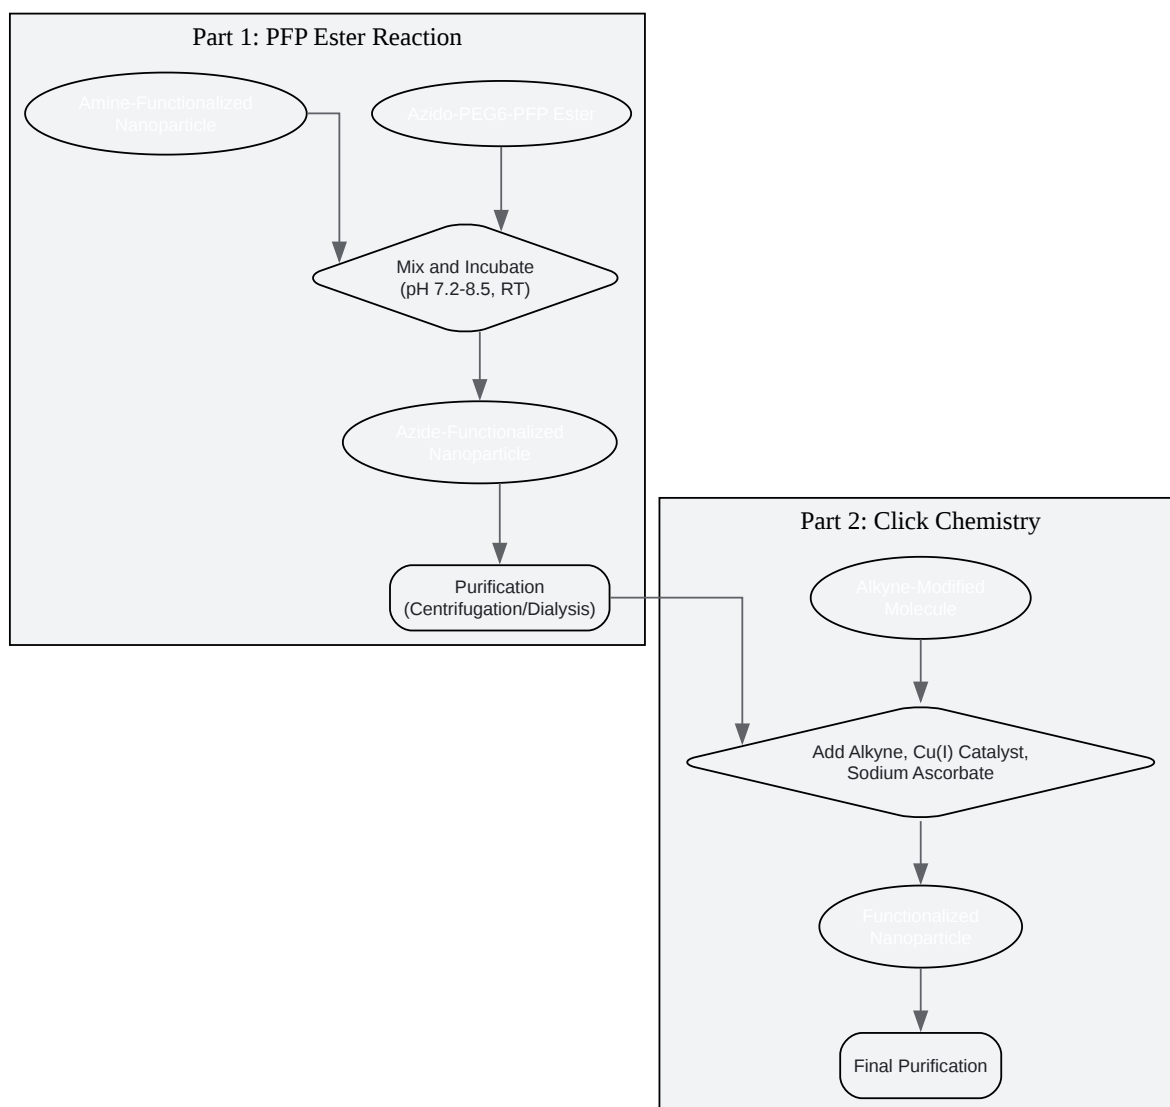 Part 1: PFP Ester Reaction
Amine-Functionalized
Nanoparticle
Azido-PEG6-PFP Ester
Mix and Incubate
(pH 7.2-8.5, RT)
Azide-Functionalized
Nanoparticle
Purification
(Centrifugation/Dialysis)
Part 2: Click Chemistry
Alkyne-Modified
Molecule
Add Alkyne, Cu(I) Catalyst,
Sodium Ascorbate
Functionalized
Nanoparticle
Final Purification